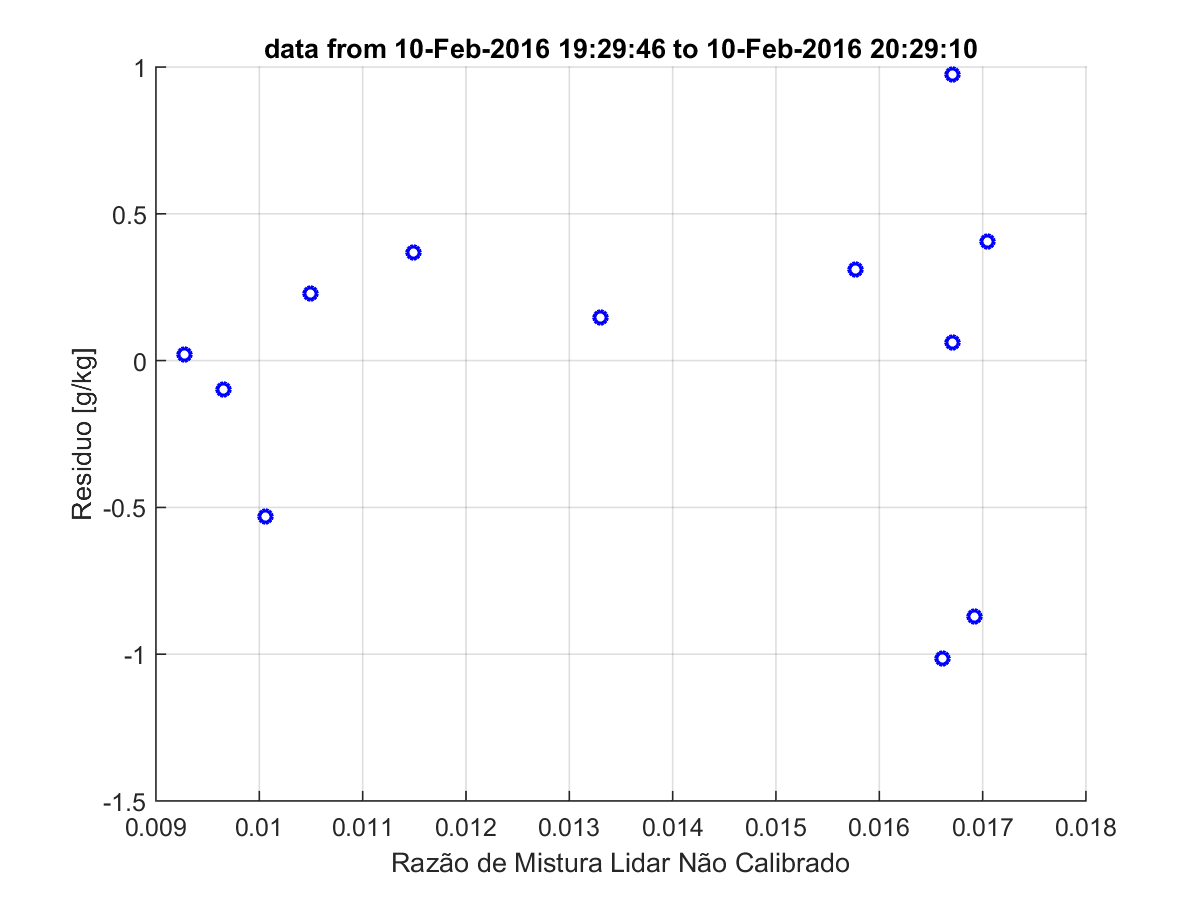 data from 10-Feb-2016 19:29:46 to 10-Feb-2016 20:29:10
1
0.5
0
-0.5
-1
-1.5
Residuo [g/kg]
0.009 0.01 0.011 0.012 0.013 0.014 0.015 0.016 0.017 0.018
Razão de Mistura Lidar Não Calibrado